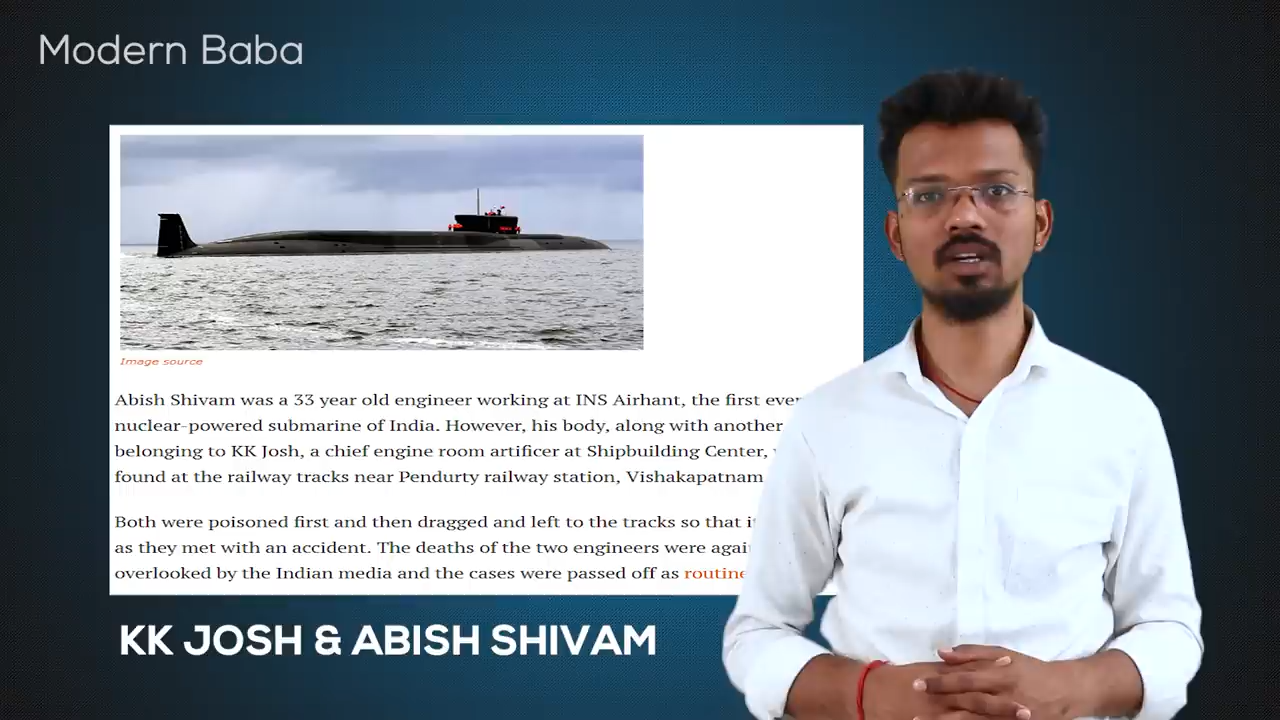 Modern Baba
Image source
Abish Shivam was a 33 year old engineer working at INS Airhant, the first ever
nuclear-powered submarine of India. However, his body, along with another
belonging to KK Josh, a chief engine room artificer at Shipbuilding Center,
found at the railway tracks near Pendurty railway station, Vishakapatnam
Both were poisoned first and then dragged and left to the tracks so that
as they met with an accident. The deaths of the two engineers were
overlooked by the Indian media and the cases were passed off as routine
KK JOSH & ABISH SHIVAM